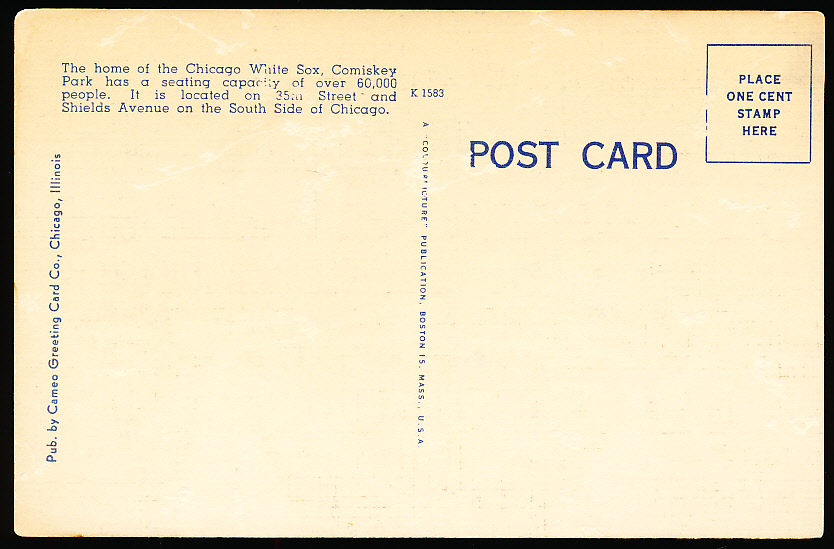 The home of the Chicago White Sox, Comiskey
Park has a seating capacity of over 60,000
people. It is located on 35th Street and
Shields Avenue on the South Side of Chicago.
K 1583
POST CARD
PLACE
ONE CENT
STAMP
HERE
A "COLOURPICTURE" PUBLICATION, BOSTON 15, MASS., U.S.A.
Pub. by Cameo Greeting Card Co., Chicago, Illinois